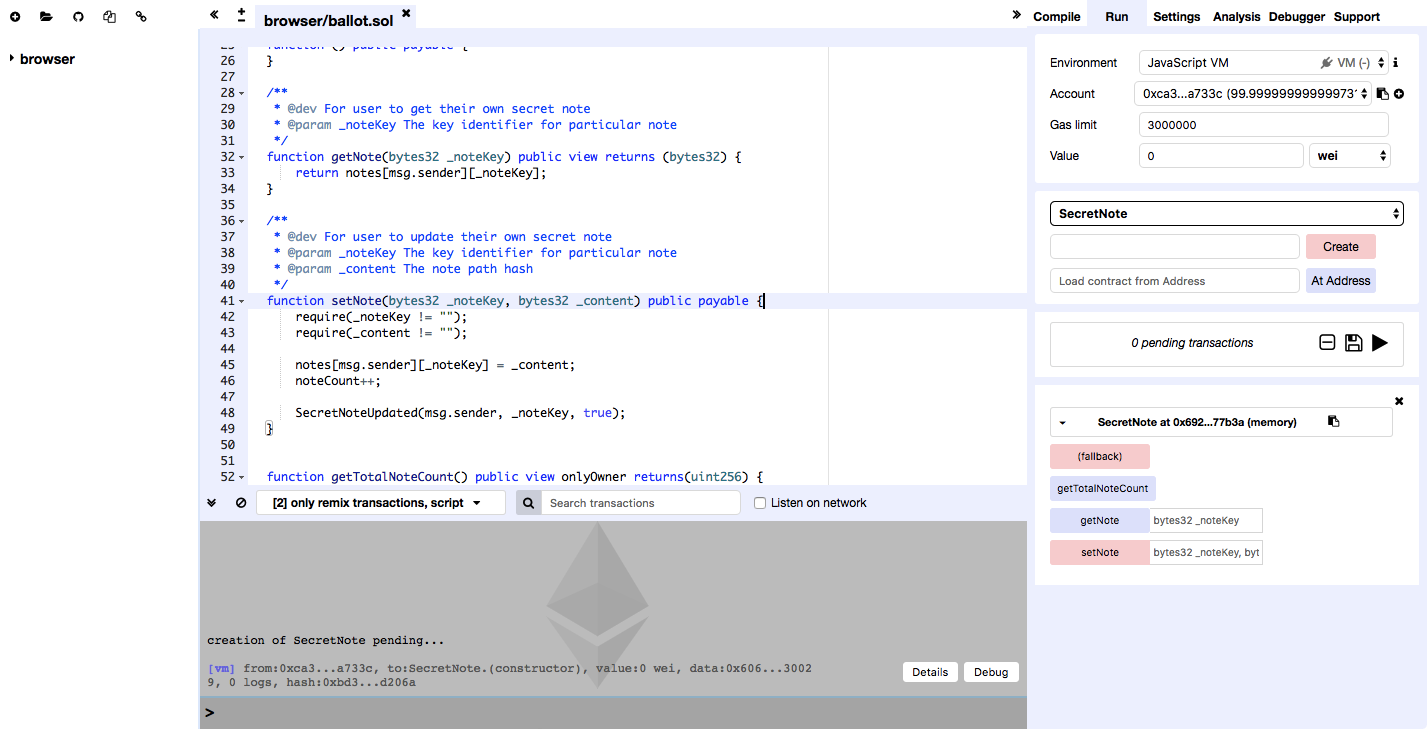 browser
browser/ballot.sol
25 function () public payable {
26 }
27
28 /**
29 * @dev For user to get their own secret note
30 * @param _noteKey The key identifier for particular note
31 */
32 function getNote(bytes32 _noteKey) public view returns (bytes32) {
33 return notes[msg.sender][_noteKey];
34 }
35
36 /**
37 * @dev For user to update their own secret note
38 * @param _noteKey The key identifier for particular note
39 * @param _content The note path hash
40 */
41 function setNote(bytes32 _noteKey, bytes32 _content) public payable {
42 require(_noteKey != "");
43 require(_content != "");
44
45 notes[msg.sender][_noteKey] = _content;
46 noteCount++;
47
48 SecretNoteUpdated(msg.sender, _noteKey, true);
49 }
50
51
52 function getTotalNoteCount() public view onlyOwner returns(uint256) {
[2] only remix transactions, script
Search transactions
Listen on network
creation of SecretNote pending...
[vm] from:0xca3...a733c, to:SecretNote.(constructor), value:0 wei, data:0x606...3002
9, 0 logs, hash:0xbd3...d206a
Details Debug
>
Compile Run Settings Analysis Debugger Support
Environment JavaScript VM VM (-)
Account 0xca3...a733c (99.9999999999997
Gas limit 3000000
Value 0 wei
SecretNote
Create
Load contract from Address At Address
0 pending transactions
SecretNote at 0x692...77b3a (memory)
(fallback)
getTotalNoteCount
getNote bytes32 _noteKey
setNote bytes32 _noteKey, byt